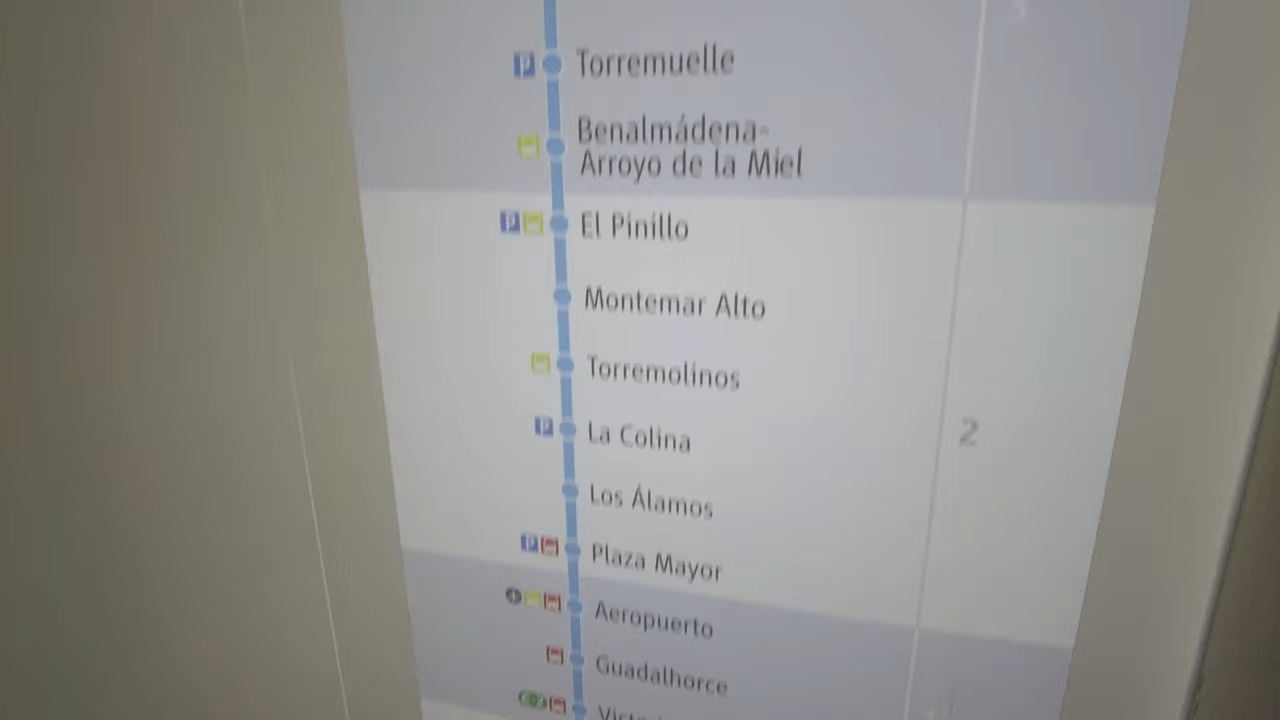 P Torremuelle
Benalmádena-
Arroyo de la Miel
P El Pinillo
Montemar Alto
Torremolinos
P La Colina
2
Los Álamos
P Plaza Mayor
Aeropuerto
Guadalhorce